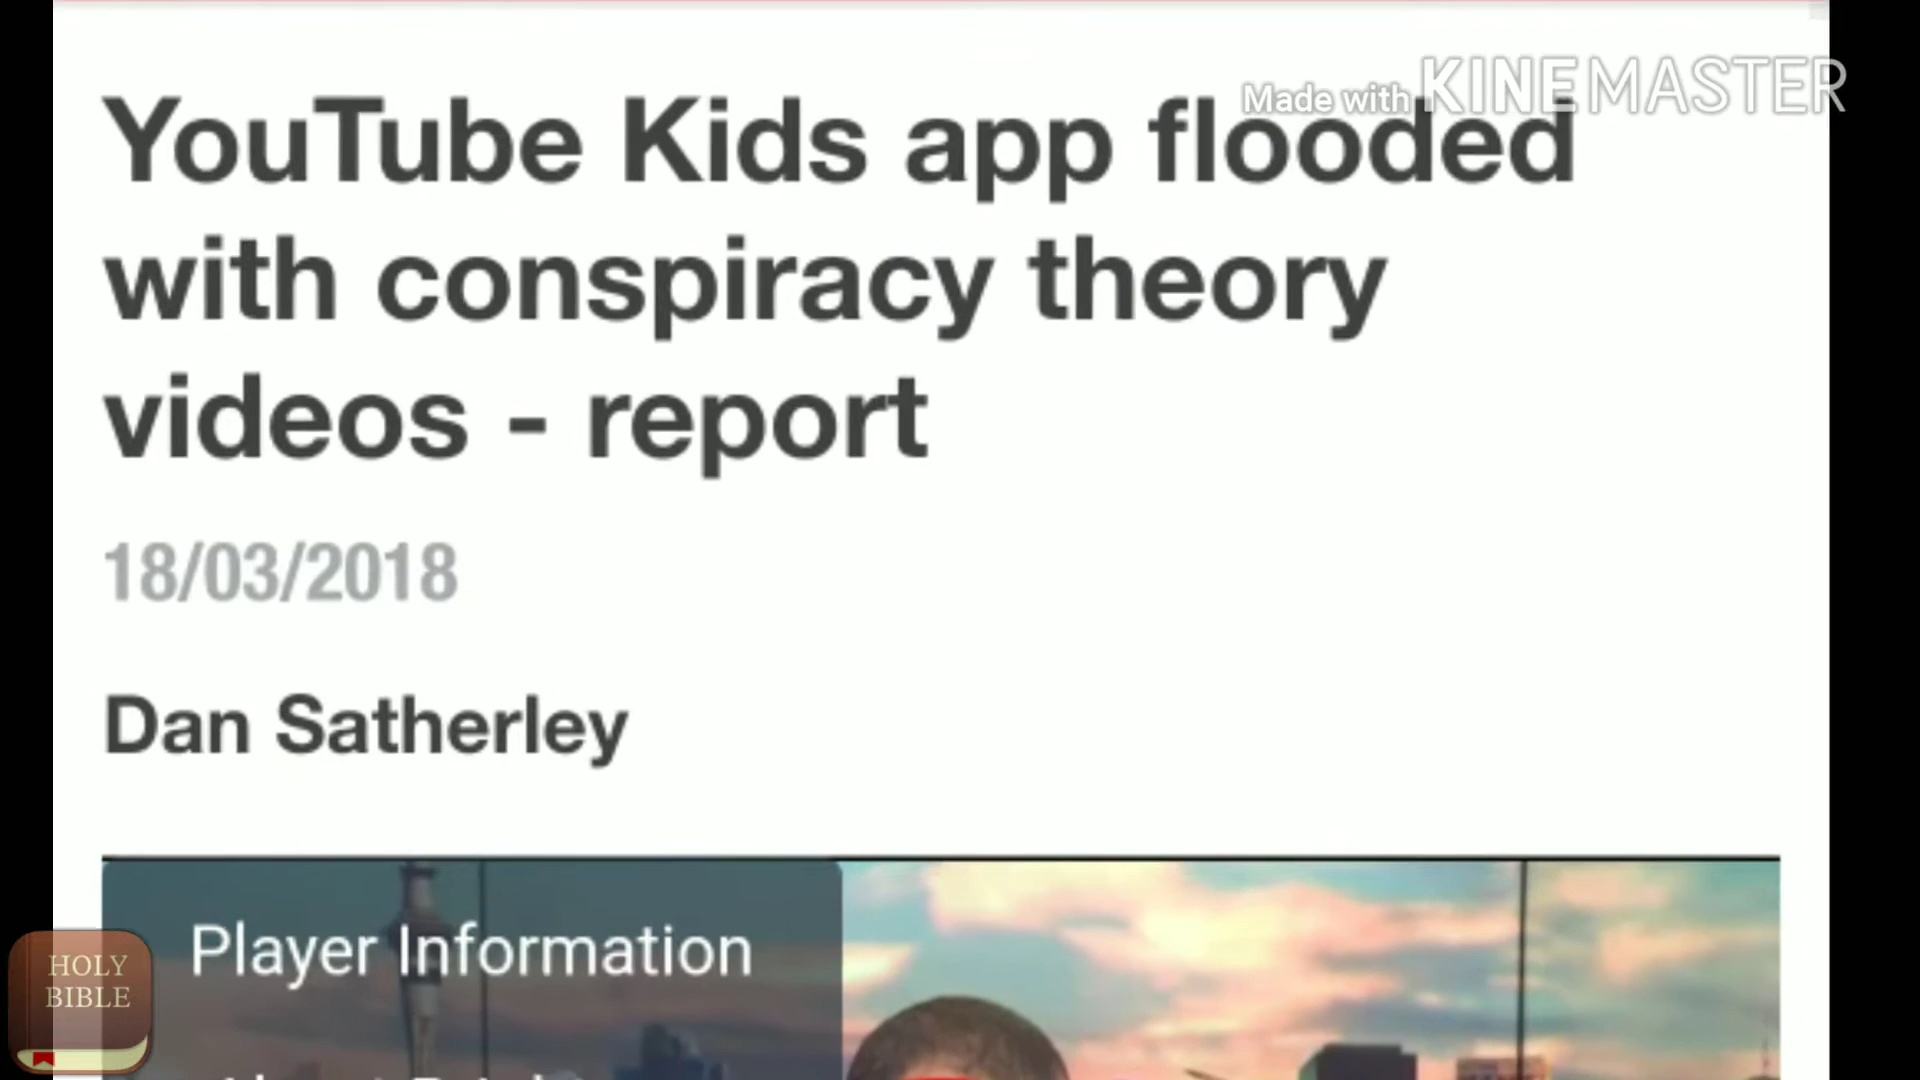 Made with KINEMASTER
YouTube Kids app flooded
with conspiracy theory
videos - report
18/03/2018
Dan Satherley
Player Information
HOLY
BIBLE